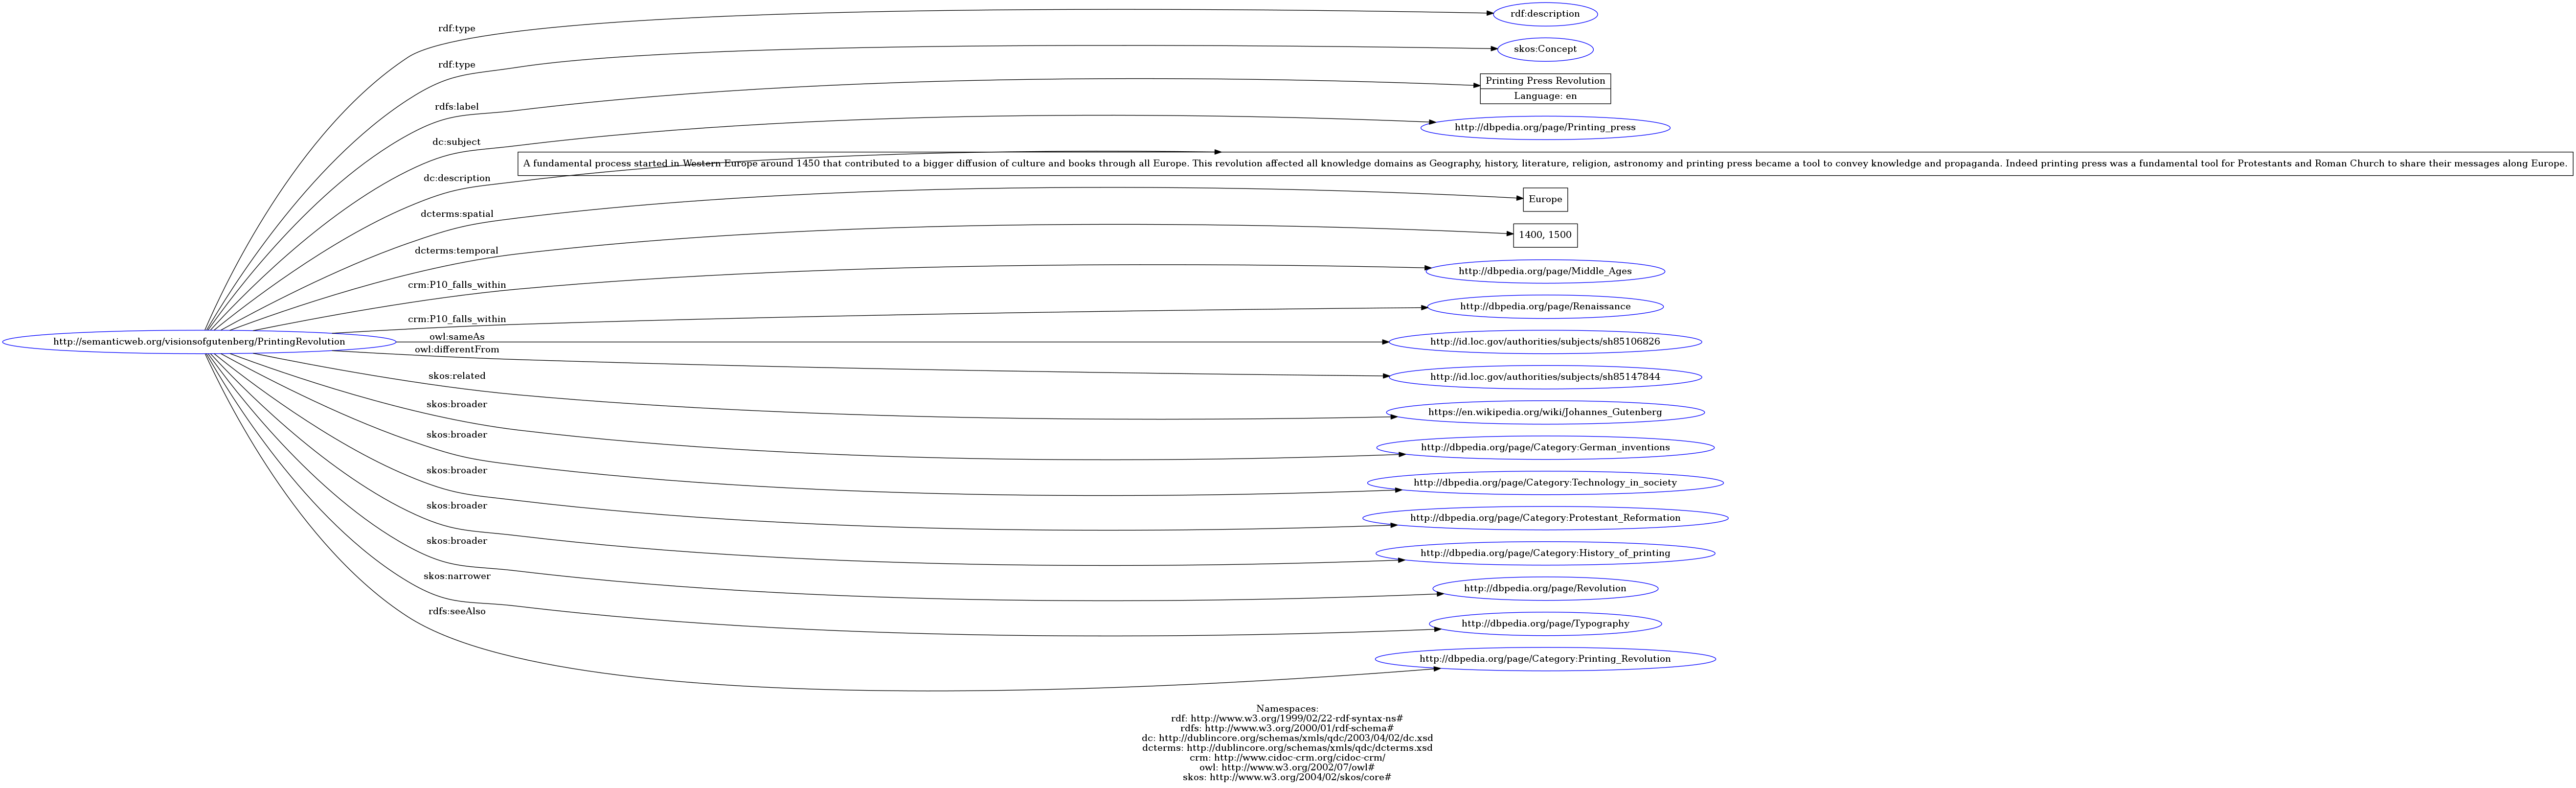 rdf:type
rdf:description
rdf:type
skos:Concept
rdfs:label
Printing Press Revolution
Language: en
dc:subject
http://dbpedia.org/page/Printing_press
dc:description
A fundamental process started in Western Europe around 1450 that contributed to a bigger diffusion of culture and books through all Europe. This revolution affected all knowledge domains as Geography, history, literature, religion, astronomy and printing press became a tool to convey knowledge and propaganda. Indeed printing press was a fundamental tool for Protestants and Roman Church to share their messages along Europe.
dcterms:spatial
Europe
dcterms:temporal
1400, 1500
crm:P10_falls_within
http://dbpedia.org/page/Middle_Ages
crm:P10_falls_within
http://dbpedia.org/page/Renaissance
http://semanticweb.org/visionsofgutenberg/PrintingRevolution
owl:sameAs
http://id.loc.gov/authorities/subjects/sh85106826
owl:differentFrom
http://id.loc.gov/authorities/subjects/sh85147844
skos:related
https://en.wikipedia.org/wiki/Johannes_Gutenberg
skos:broader
http://dbpedia.org/page/Category:German_inventions
skos:broader
http://dbpedia.org/page/Category:Technology_in_society
skos:broader
http://dbpedia.org/page/Category:Protestant_Reformation
skos:broader
http://dbpedia.org/page/Category:History_of_printing
skos:broader
http://dbpedia.org/page/Revolution
skos:narrower
http://dbpedia.org/page/Typography
rdfs:seeAlso
http://dbpedia.org/page/Category:Printing_Revolution
Namespaces:
rdf: http://www.w3.org/1999/02/22-rdf-syntax-ns#
rdfs: http://www.w3.org/2000/01/rdf-schema#
dc: http://dublincore.org/schemas/xmls/qdc/2003/04/02/dc.xsd
dcterms: http://dublincore.org/schemas/xmls/qdc/dcterms.xsd
crm: http://www.cidoc-crm.org/cidoc-crm/
owl: http://www.w3.org/2002/07/owl#
skos: http://www.w3.org/2004/02/skos/core#